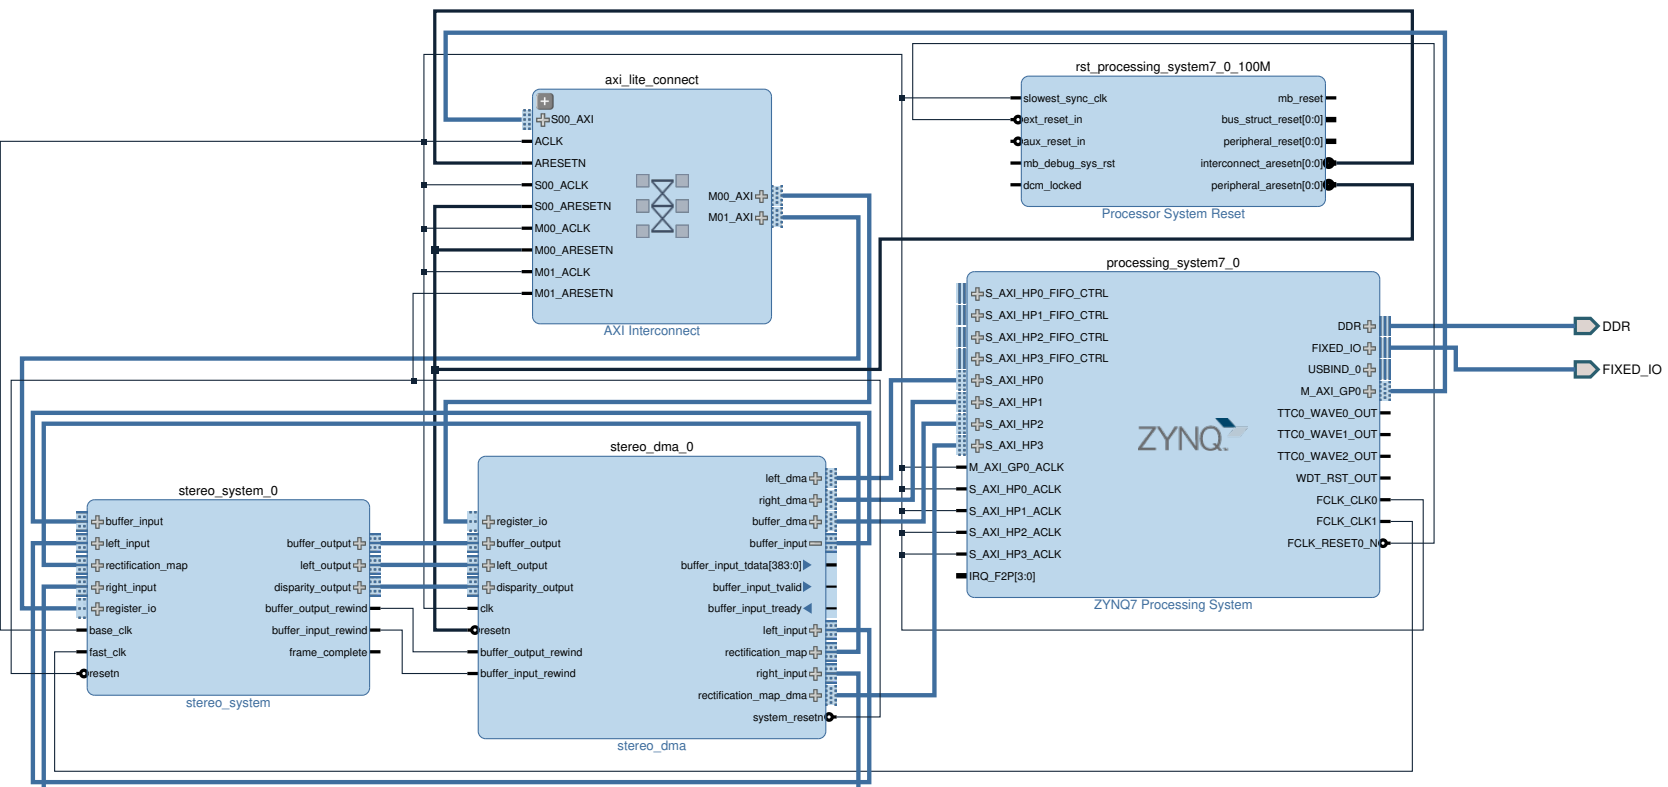 axi_lite_connect
S00_AXI
ACLK
ARESETN
S00_ACLK
S00_ARESETN
M00_ACLK
M00_ARESETN
M01_ACLK
M01_ARESETN
M00_AXI
M01_AXI
AXI Interconnect
rst_processing_system7_0_100M
slowest_sync_clk
ext_reset_in
aux_reset_in
mb_debug_sys_rst
dcm_locked
mb_reset
bus_struct_reset[0:0]
peripheral_reset[0:0]
interconnect_aresetn[0:0]
peripheral_aresetn[0:0]
Processor System Reset
processing_system7_0
S_AXI_HP0_FIFO_CTRL
S_AXI_HP1_FIFO_CTRL
S_AXI_HP2_FIFO_CTRL
S_AXI_HP3_FIFO_CTRL
S_AXI_HP0
S_AXI_HP1
S_AXI_HP2
S_AXI_HP3
M_AXI_GP0_ACLK
S_AXI_HP0_ACLK
S_AXI_HP1_ACLK
S_AXI_HP2_ACLK
S_AXI_HP3_ACLK
IRQ_F2P[3:0]
ZYNQ
DDR
FIXED_IO
USBIND_0
M_AXI_GP0
TTC0_WAVE0_OUT
TTC0_WAVE1_OUT
TTC0_WAVE2_OUT
WDT_RST_OUT
FCLK_CLK0
FCLK_CLK1
FCLK_RESET0_N
ZYNQ7 Processing System
DDR
FIXED_IO
stereo_system_0
buffer_input
left_input
rectification_map
right_input
register_io
base_clk
fast_clk
resetn
buffer_output
left_output
disparity_output
buffer_output_rewind
buffer_input_rewind
frame_complete
stereo_system
stereo_dma_0
register_io
buffer_output
left_output
disparity_output
clk
resetn
buffer_output_rewind
buffer_input_rewind
left_dma
right_dma
buffer_dma
buffer_input
buffer_input_tdata[383:0]
buffer_input_tvalid
buffer_input_tready
left_input
rectification_map
right_input
rectification_map_dma
system_resetn
stereo_dma